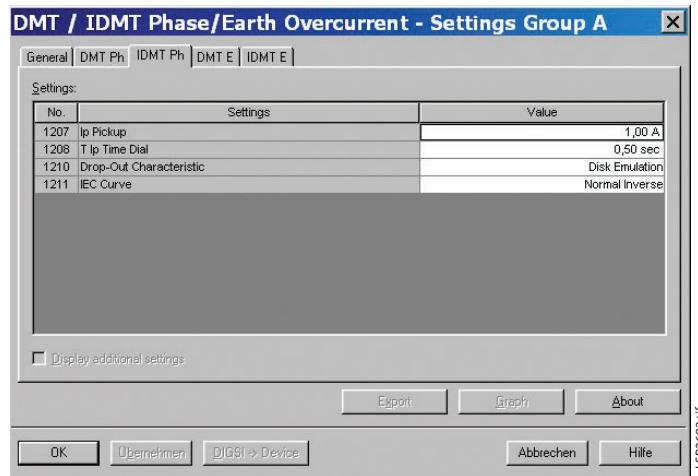 DMT / IDMT Phase/Earth Overcurrent - Settings Group A
General DMT Ph IDMT Ph DMT E IDMT E
Settings:
No. Settings Value
1207 Ip Pickup 1,00 A
1208 T Ip Time Dial 0,50 sec
1210 Drop-Out Characteristic Disk Emulation
1211 IEC Curve Normal Inverse
Display additional settings
Export Graph About
OK Übernehmen DIGSI -> Device Abbrechen Hilfe